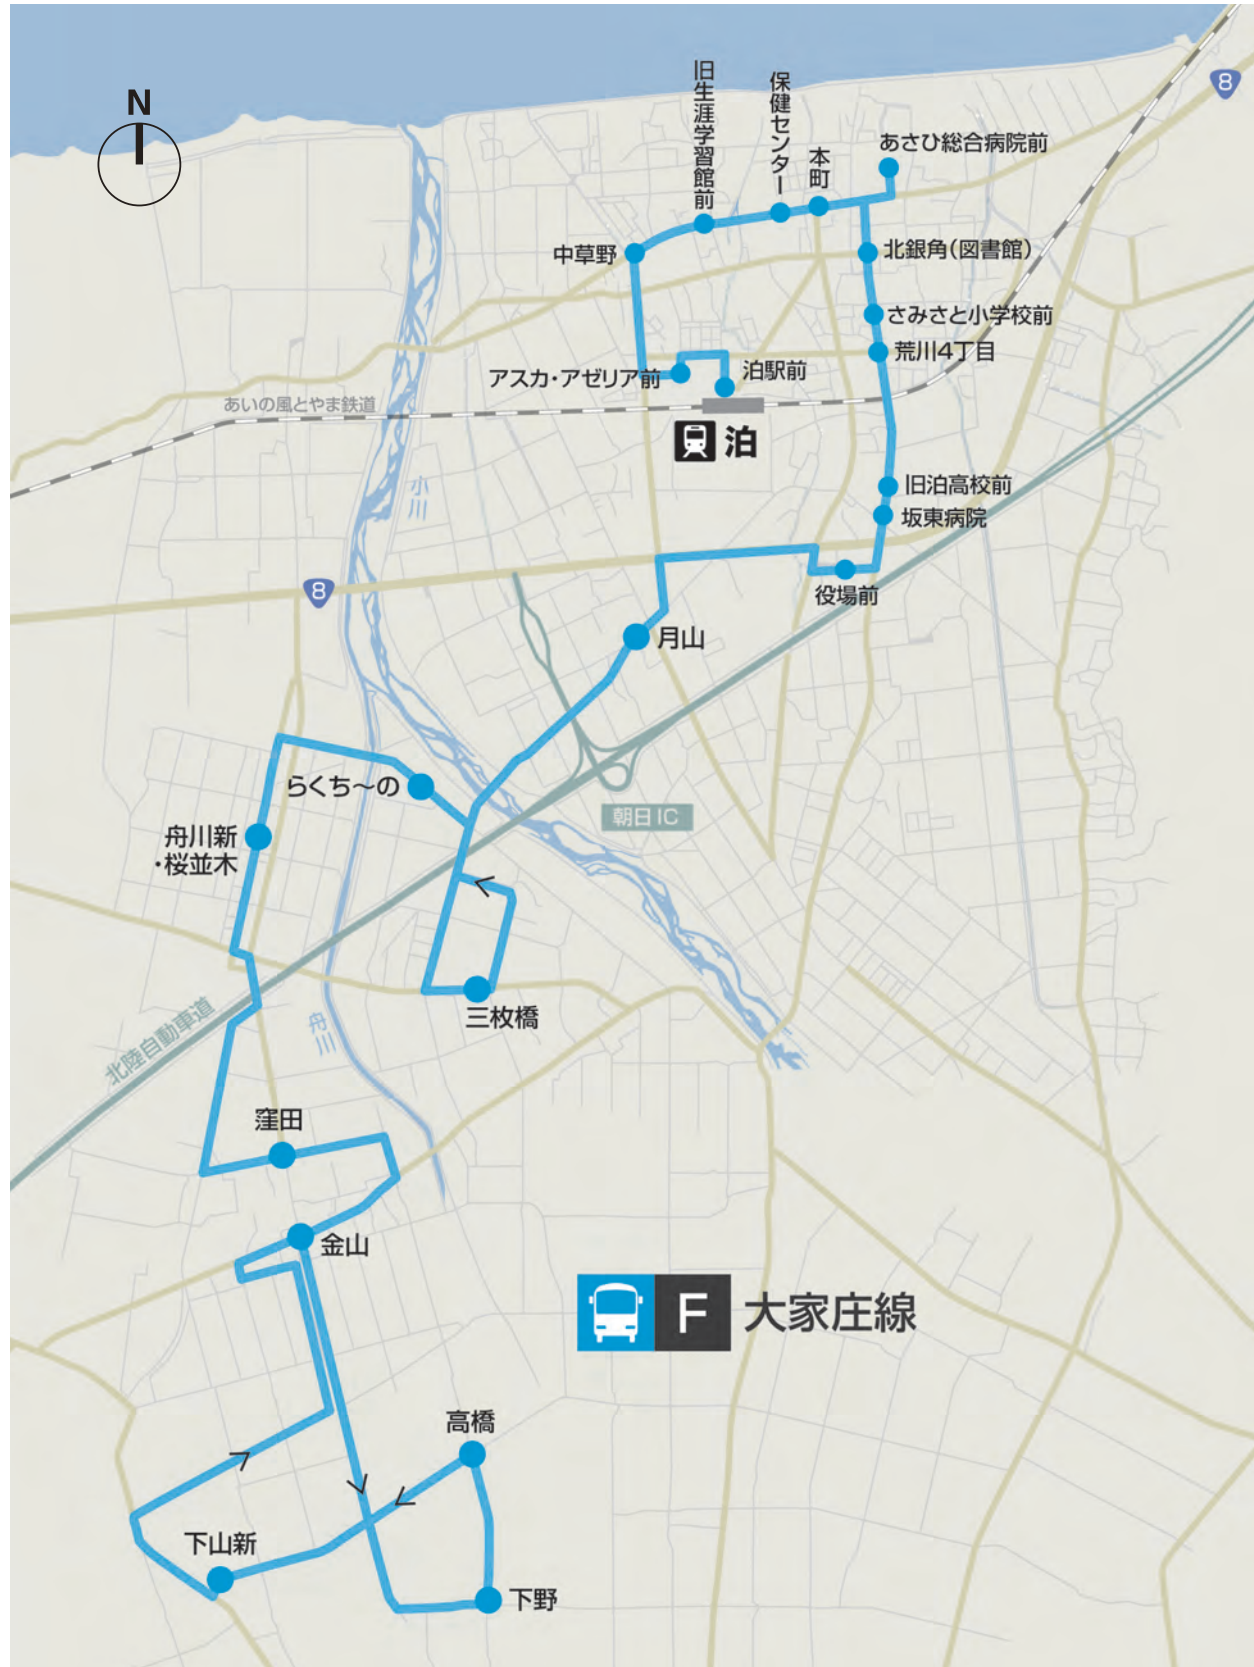 N
8
旧生涯学習館前
保健センター
本町
あさひ総合病院前
中草野
北銀角(図書館)
さみさと小学校前
荒川4丁目
アスカ・アゼリア前
泊駅前
あいの風とやま鉄道
泊
小川
旧泊高校前
坂東病院
8
役場前
月山
らくち～の
朝日IC
舟川新
・桜並木
三枚橋
北陸自動車道
舟川
窪田
金山
F
大家庄線
高橋
下山新
下野